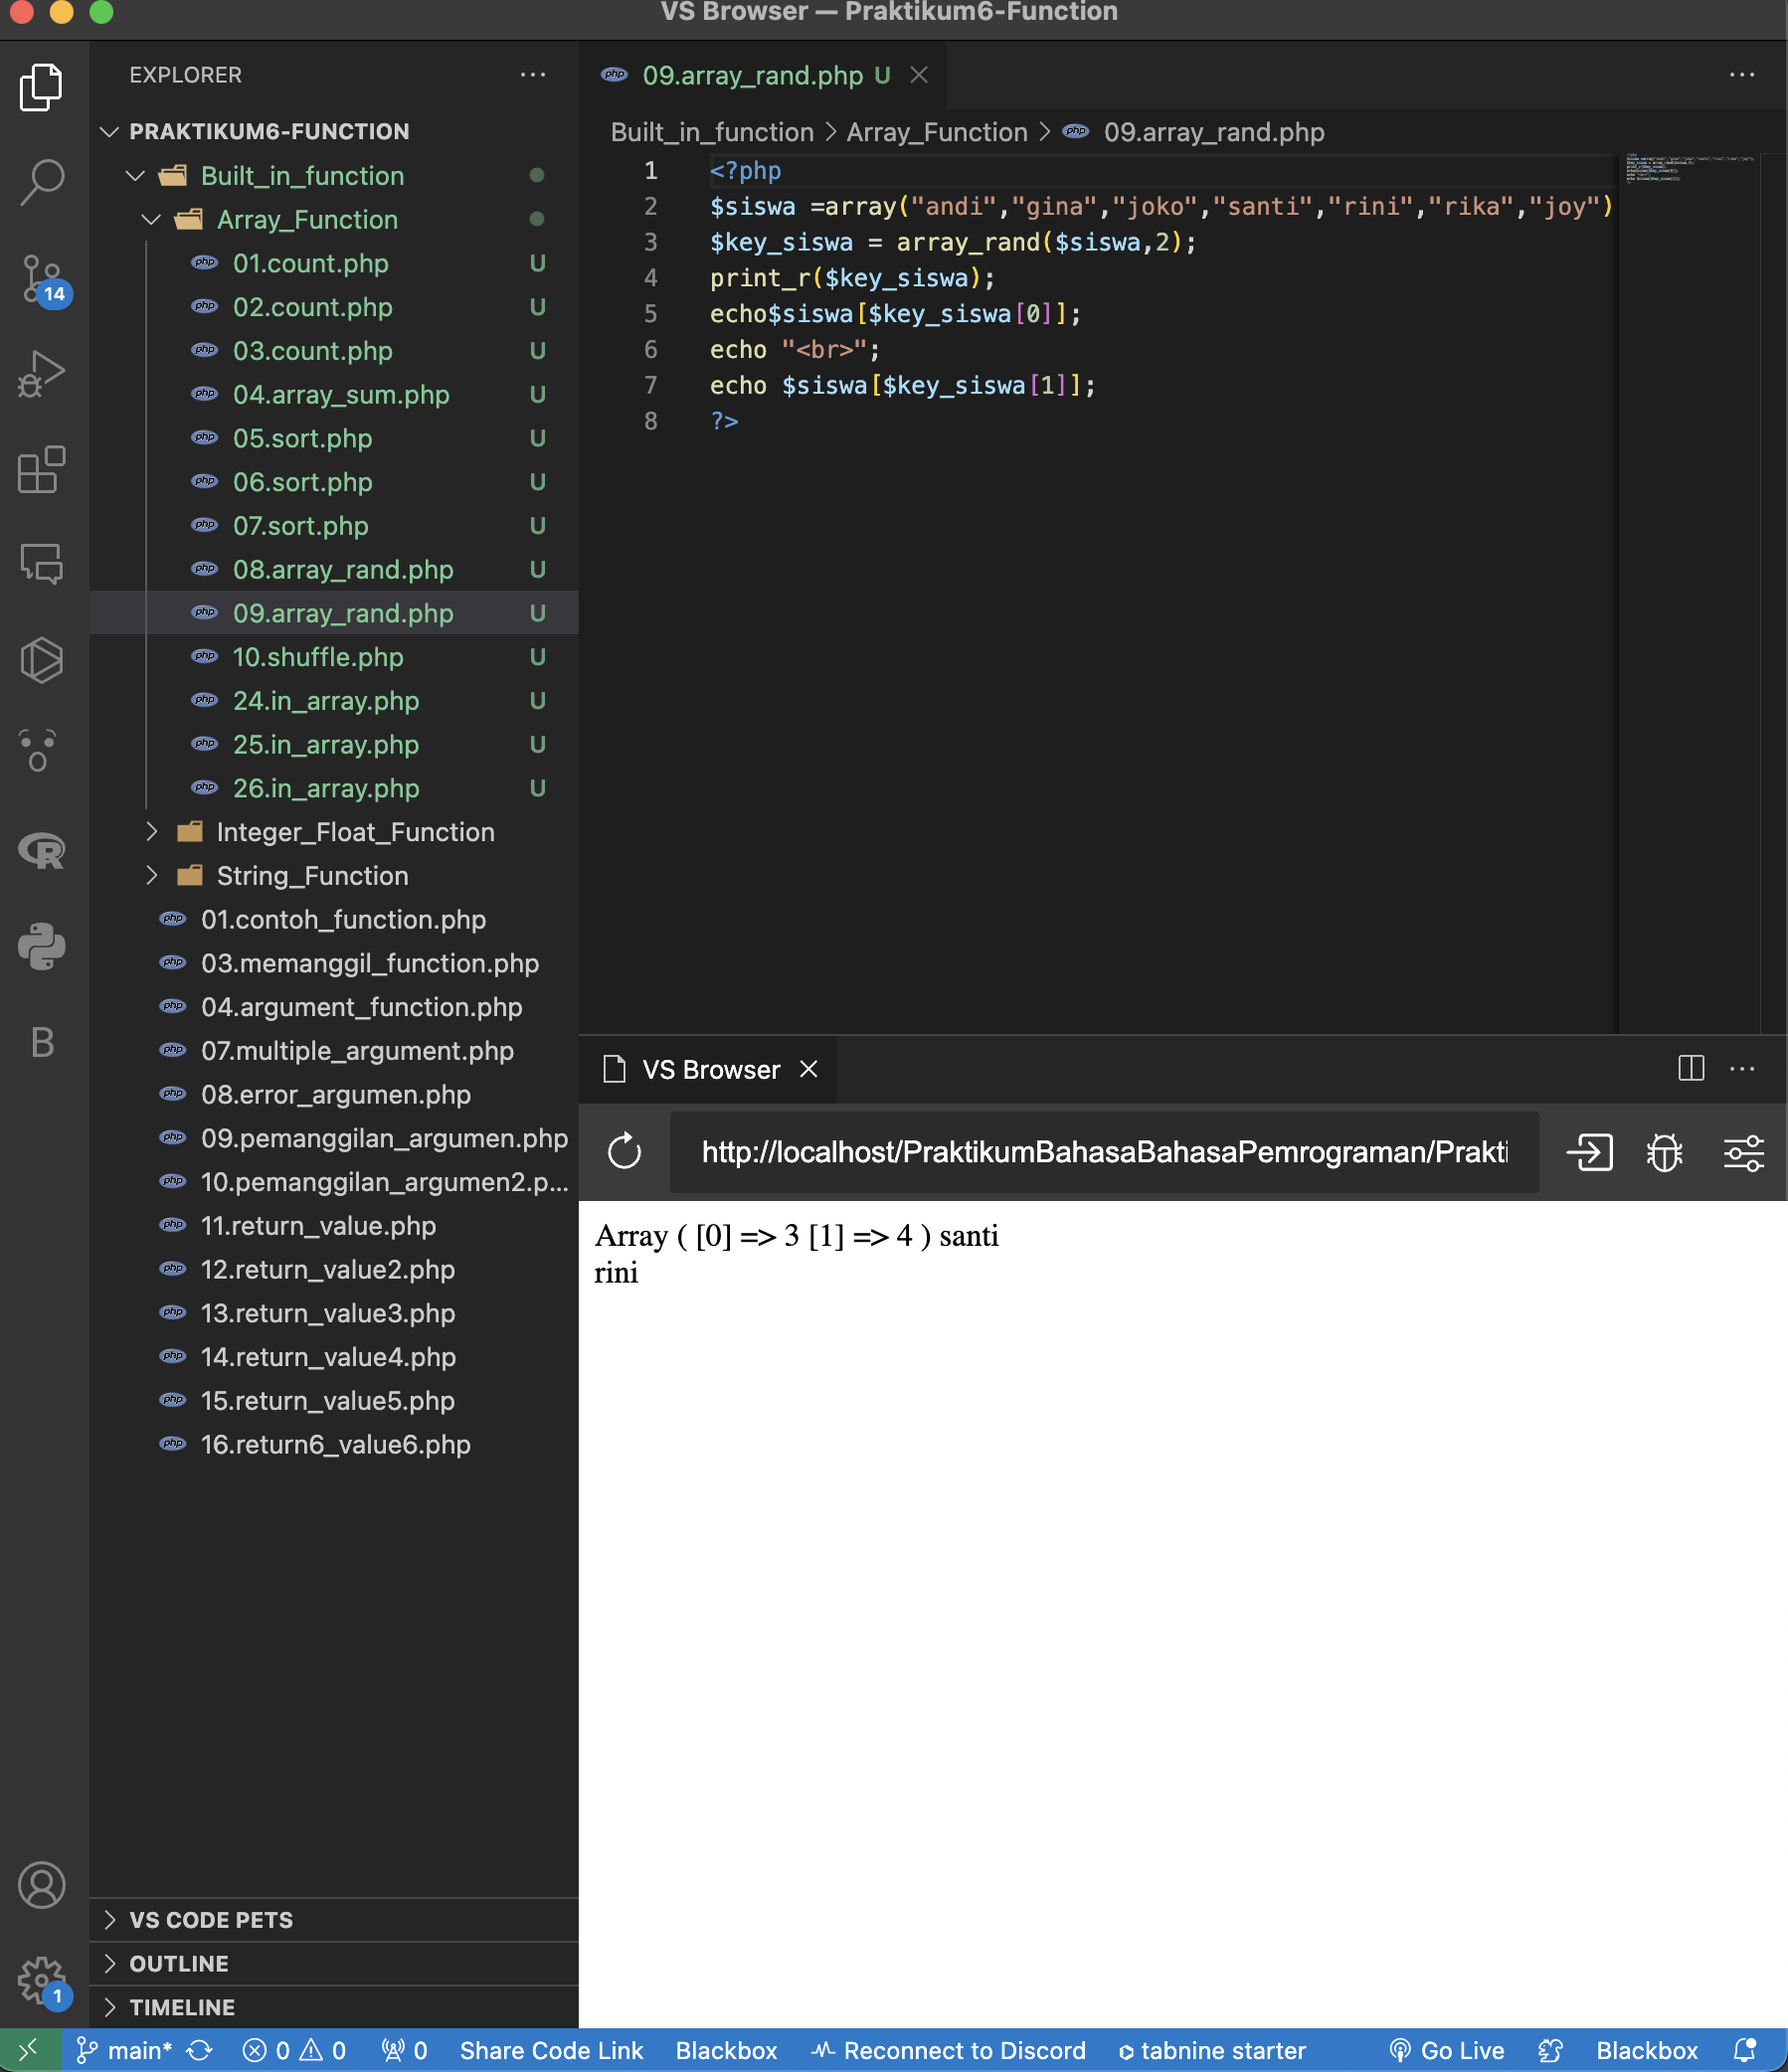 VS Browser — Praktikum6-Function
EXPLORER
PRAKTIKUM6-FUNCTION
Built_in_function
Array_Function
01.count.php U
02.count.php U
03.count.php U
04.array_sum.php U
05.sort.php U
06.sort.php U
07.sort.php U
08.array_rand.php U
09.array_rand.php U
10.shuffle.php U
24.in_array.php U
25.in_array.php U
26.in_array.php U
Integer_Float_Function
String_Function
01.contoh_function.php
03.memanggil_function.php
04.argument_function.php
07.multiple_argument.php
08.error_argumen.php
09.pemanggilan_argumen.php
10.pemanggilan_argumen2.p...
11.return_value.php
12.return_value2.php
13.return_value3.php
14.return_value4.php
15.return_value5.php
16.return6_value6.php
VS CODE PETS
OUTLINE
TIMELINE
14
R
B
1
php 09.array_rand.php U
Built_in_function > Array_Function > php 09.array_rand.php
1 <?php
2 $siswa =array("andi","gina","joko","santi","rini","rika","joy")
3 $key_siswa = array_rand($siswa,2);
4 print_r($key_siswa);
5 echo$siswa[$key_siswa[0]];
6 echo "<br>";
7 echo $siswa[$key_siswa[1]];
8 ?>
VS Browser
http://localhost/PraktikumBahasaBahasaPemrograman/Prakti
Array ( [0] => 3 [1] => 4 ) santi
rini
main* 0 0 0 Share Code Link Blackbox Reconnect to Discord tabnine starter Go Live Blackbox